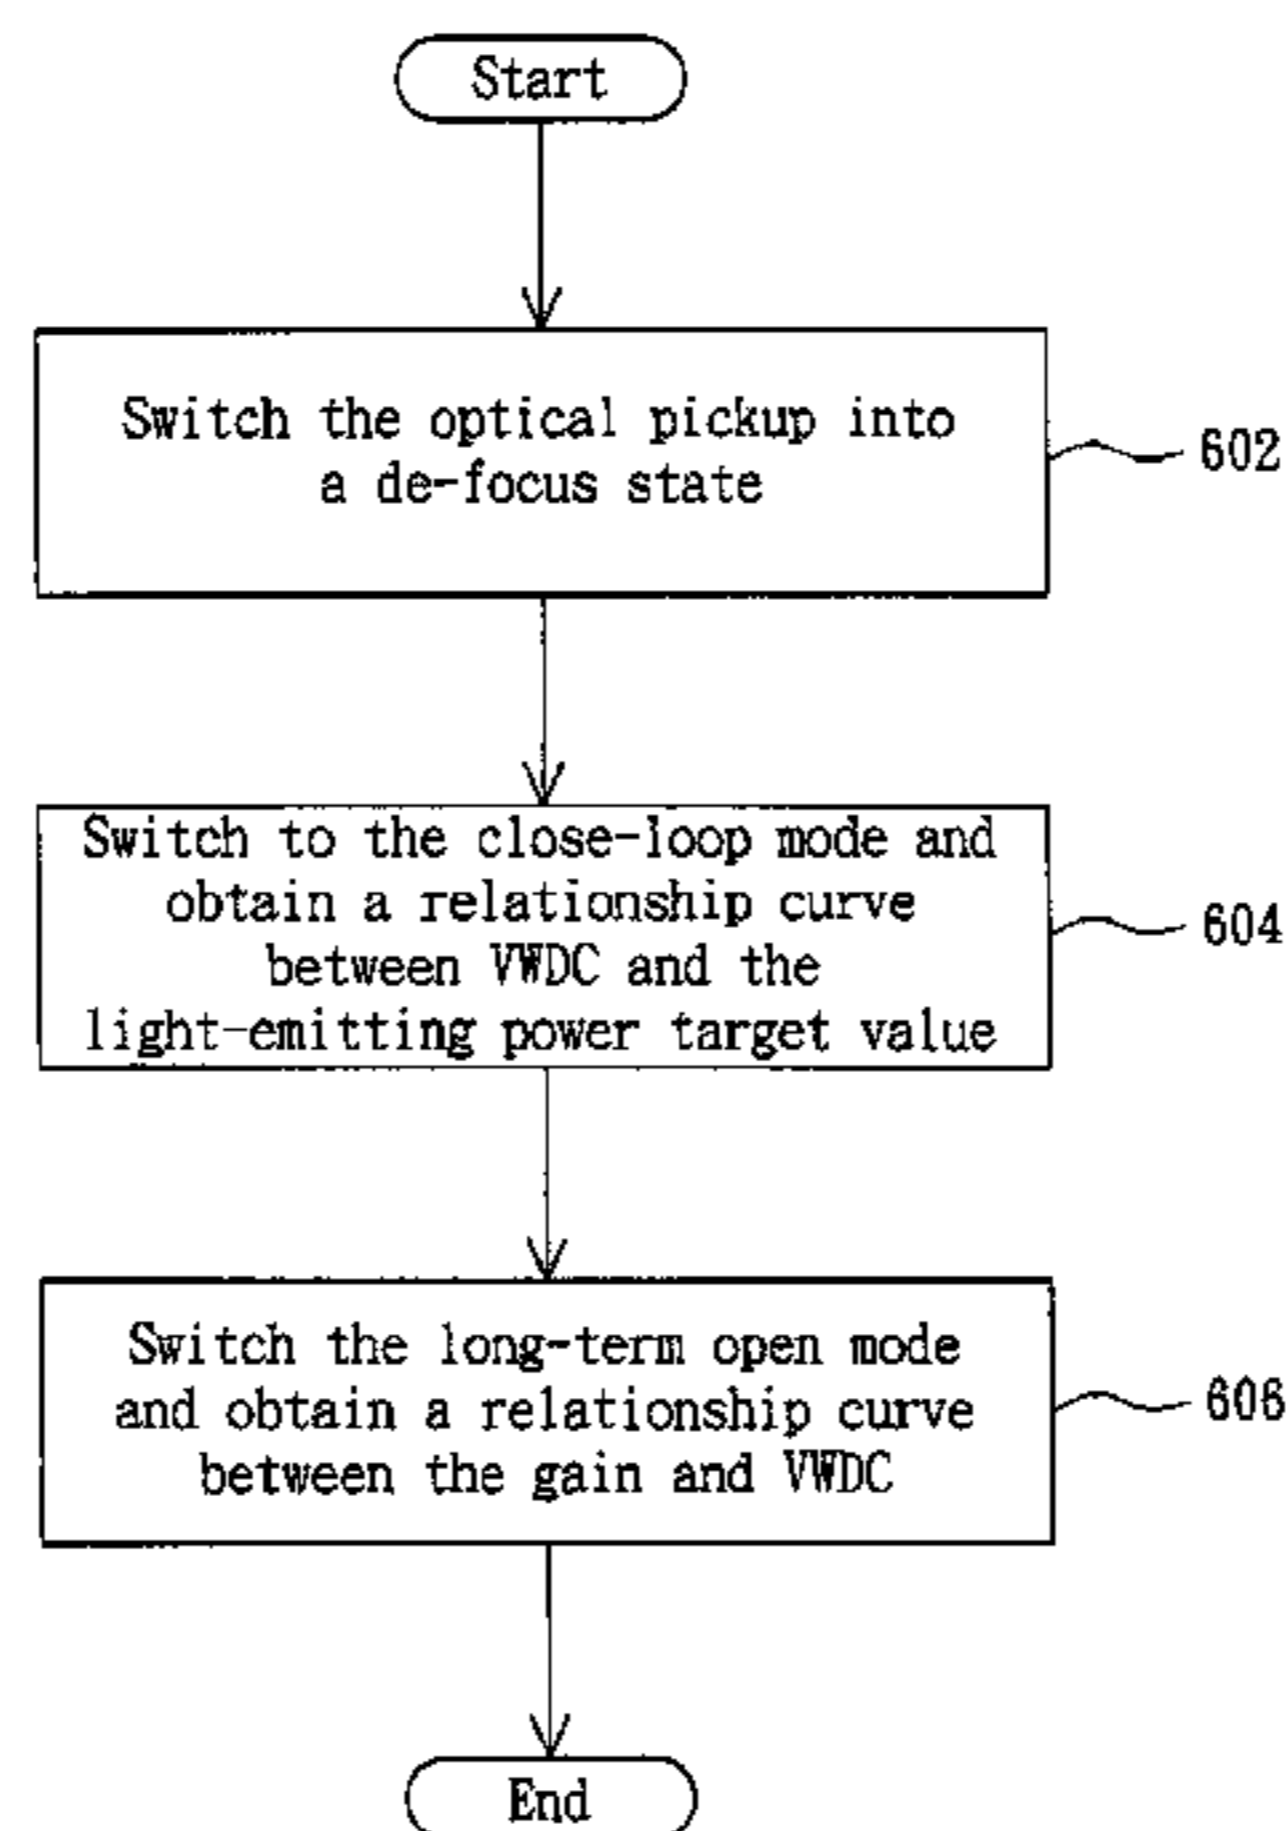 Start
Switch the optical pickup into
a de-focus state
602
Switch to the close-loop mode and
obtain a relationship curve
between VWDC and the
light-emitting power target value
604
Switch the long-term open mode
and obtain a relationship curve
between the gain and VWDC
606
End